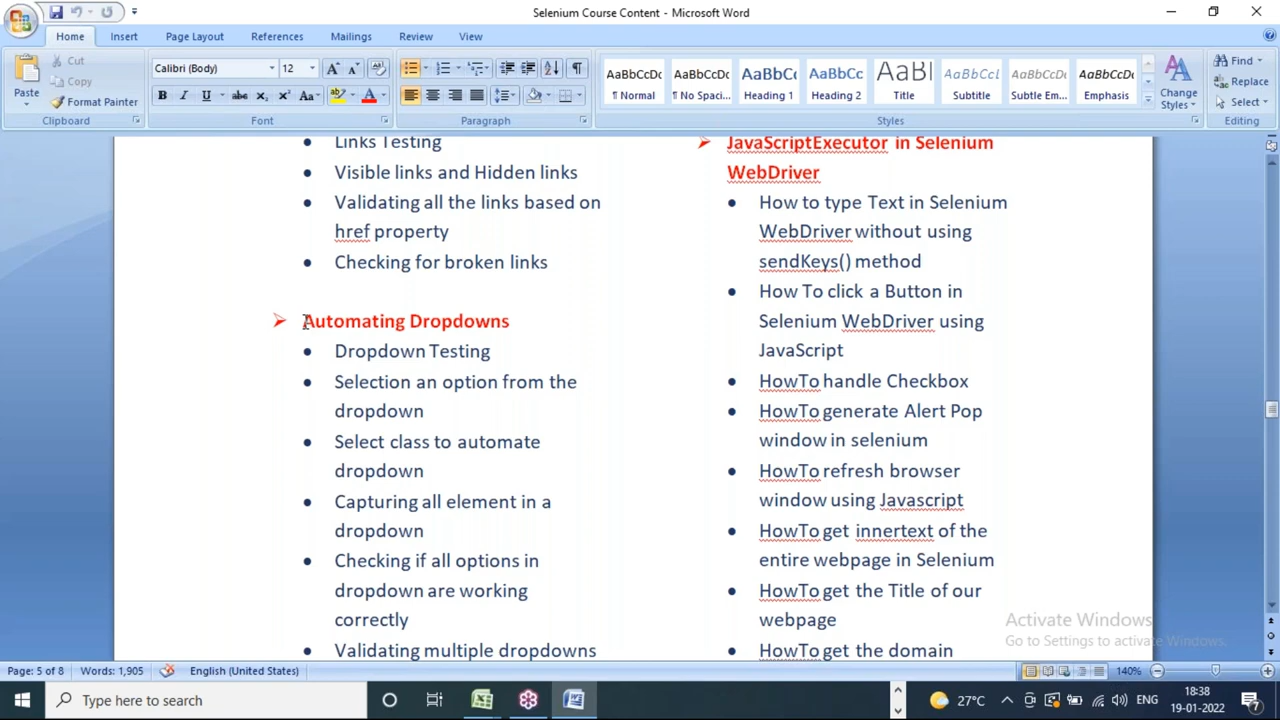 Selenium Course Content - Microsoft Word
Home Insert Page Layout References Mailings Review View
Cut
Copy
Paste
Format Painter
Clipboard
Calibri (Body) 12
Font
Paragraph
AaBbCcDc AaBbCcDc AaBbCc AaBbCc AaBl AaBbCcl AaBbCcDc AaBbCcDc
¶ Normal ¶ No Spaci... Heading 1 Heading 2 Title Subtitle Subtle Em... Emphasis
Styles
Change Styles
Find
Replace
Select
Editing
Links Testing
Visible links and Hidden links
Validating all the links based on
href property
Checking for broken links
Automating Dropdowns
Dropdown Testing
Selection an option from the
dropdown
Select class to automate
dropdown
Capturing all element in a
dropdown
Checking if all options in
dropdown are working
correctly
Validating multiple dropdowns
JavaScriptExecutor in Selenium
WebDriver
How to type Text in Selenium
WebDriver without using
sendKeys() method
How To click a Button in
Selenium WebDriver using
JavaScript
HowTo handle Checkbox
HowTo generate Alert Pop
window in selenium
HowTo refresh browser
window using Javascript
HowTo get innertext of the
entire webpage in Selenium
HowTo get the Title of our
webpage
HowTo get the domain
Activate Windows
Go to Settings to activate Windows.
Page: 5 of 8 Words: 1,905 English (United States) 140%
Type here to search
27°C ENG 18:38
19-01-2022